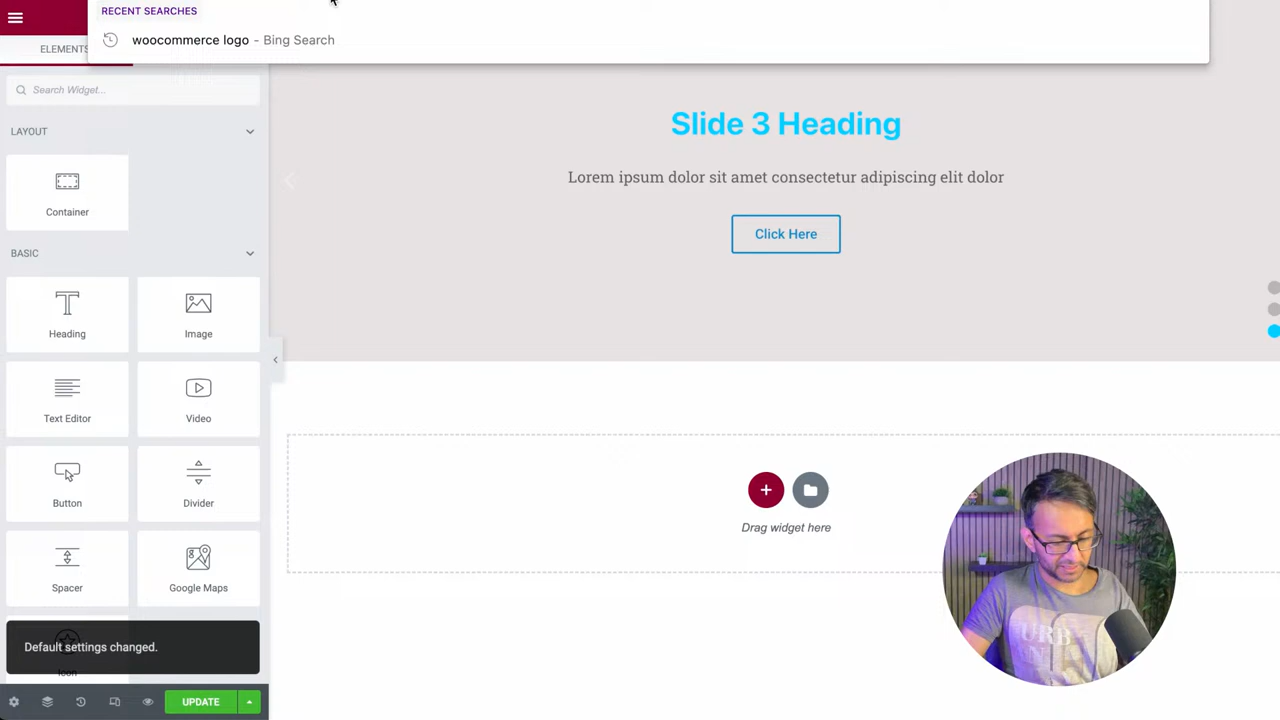 RECENT SEARCHES
woocommerce logo - Bing Search
ELEMENTS
Search Widget...
LAYOUT
Container
BASIC
Heading
Image
Text Editor
Video
Button
Divider
Spacer
Google Maps
Icon
Default settings changed.
UPDATE
Slide 3 Heading
Lorem ipsum dolor sit amet consectetur adipiscing elit dolor
Click Here
Drag widget here